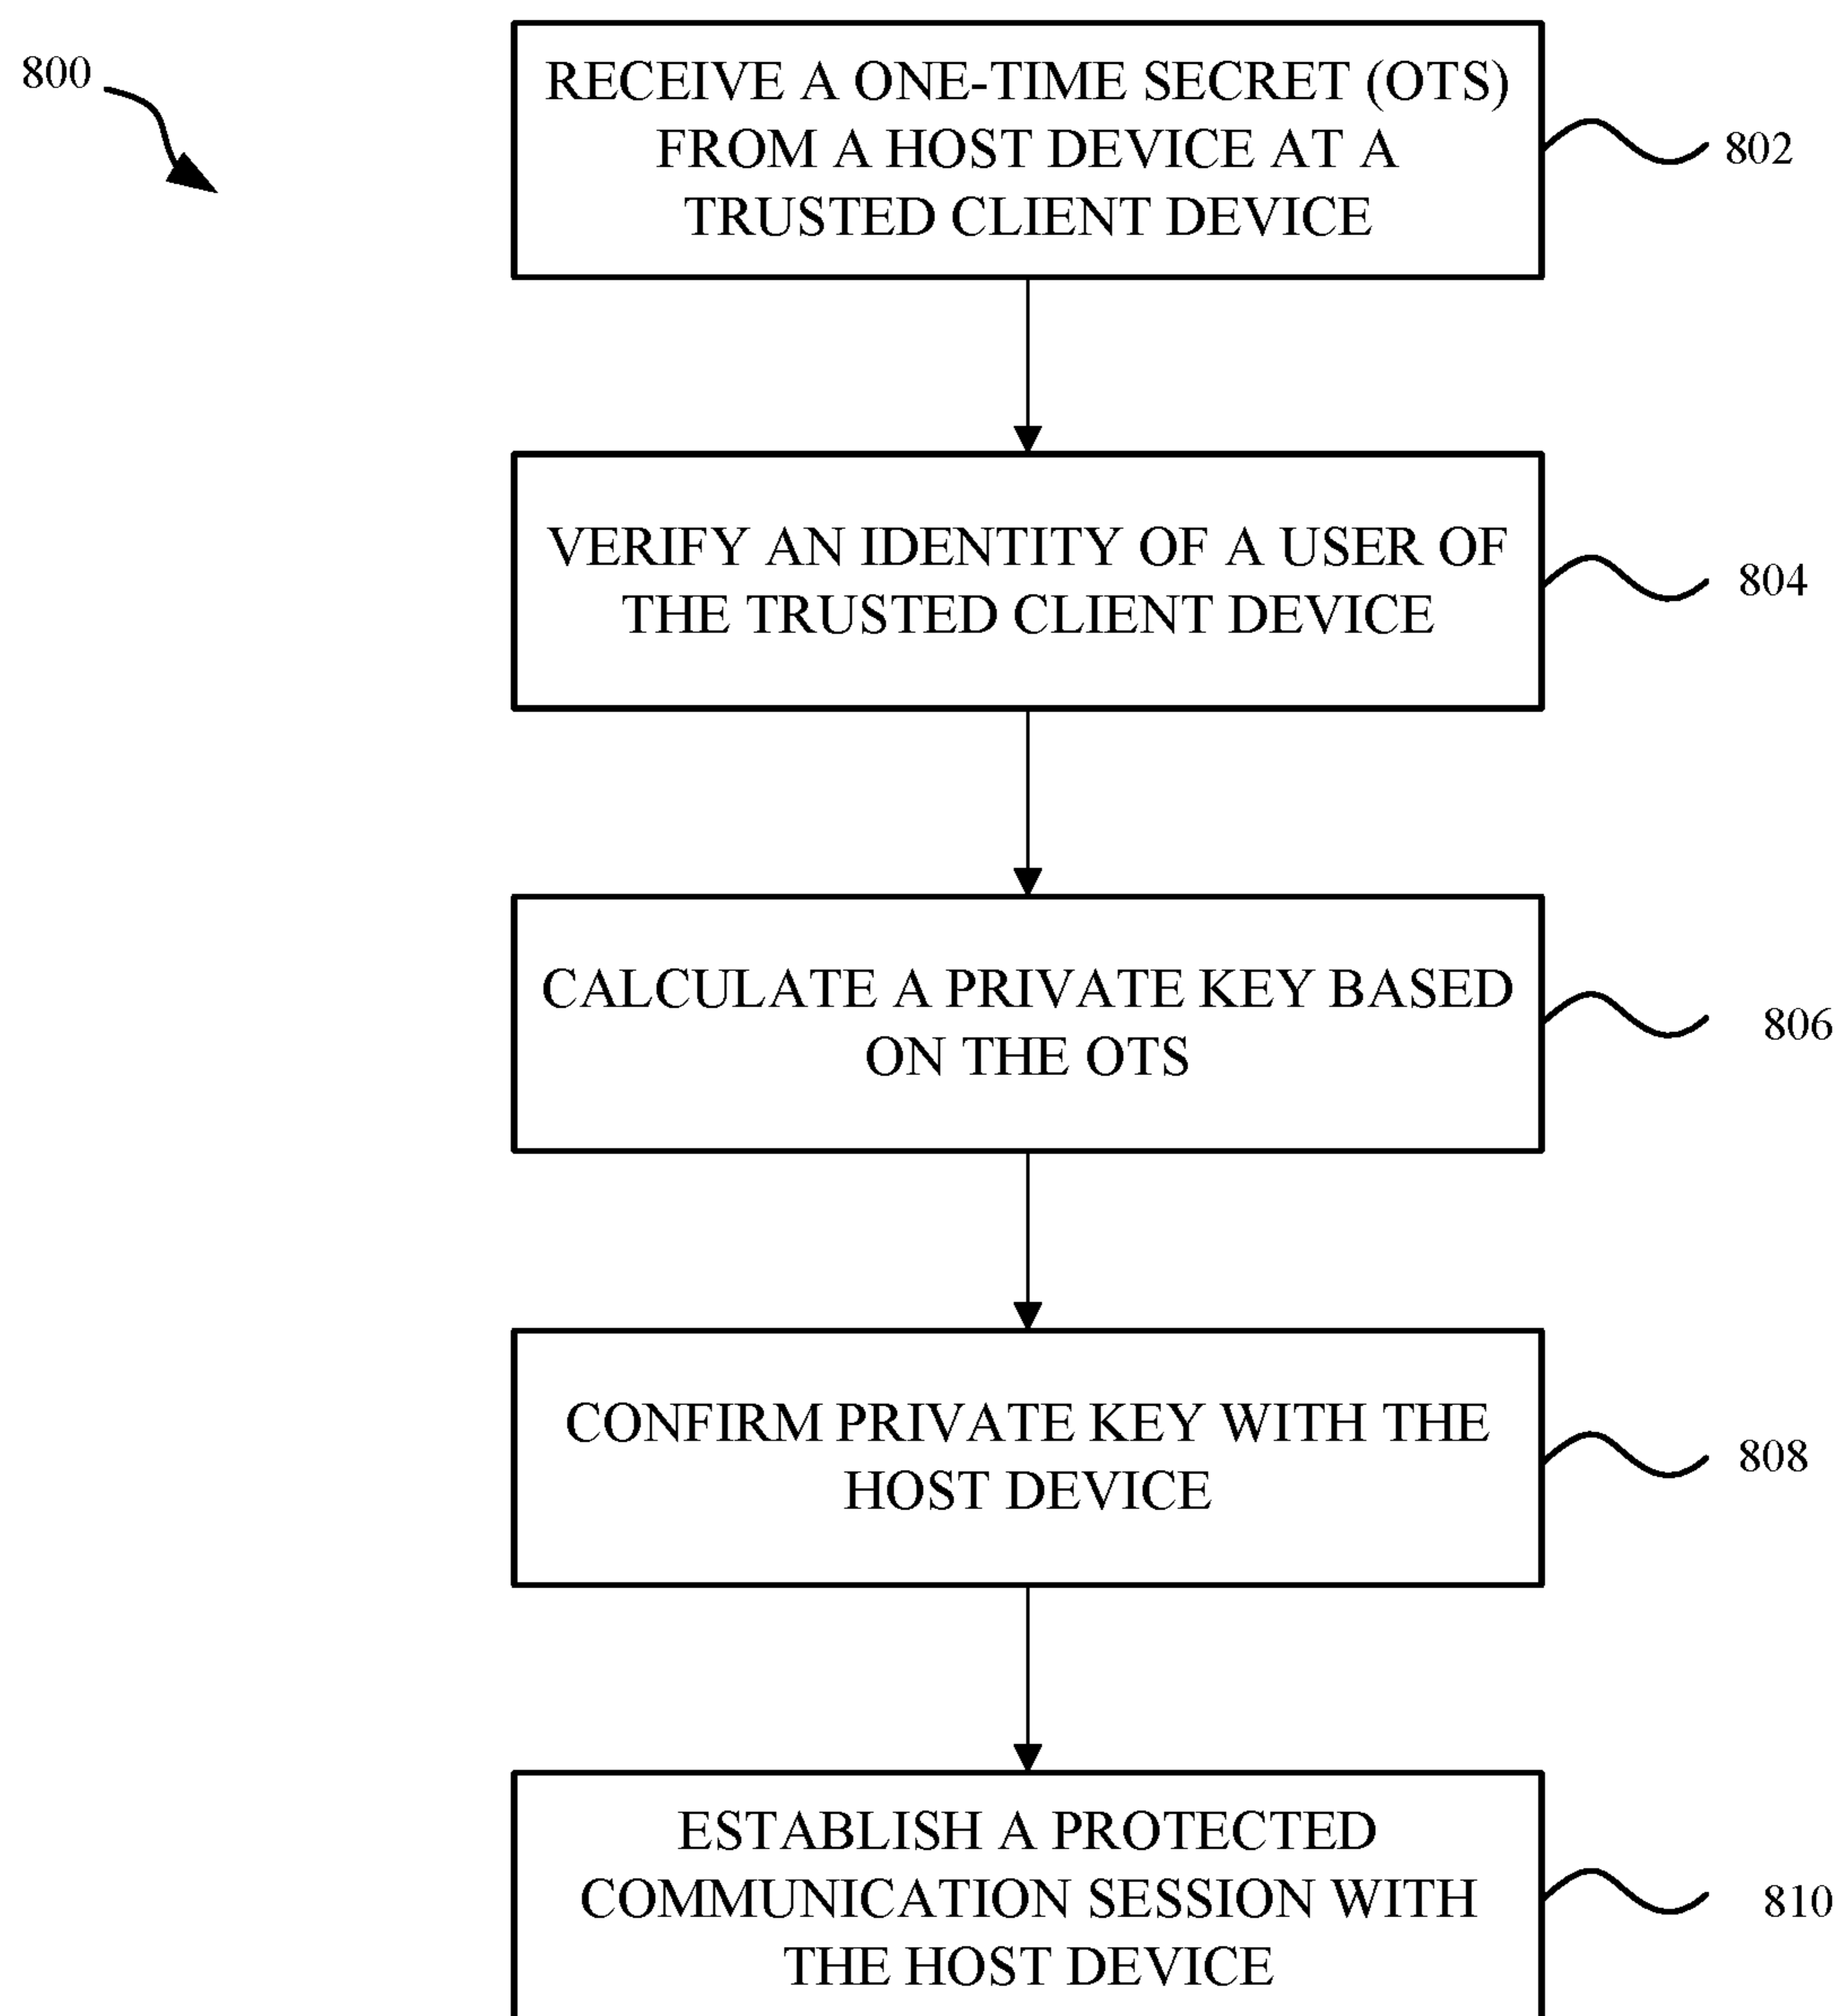 800
RECEIVE A ONE-TIME SECRET (OTS)
FROM A HOST DEVICE AT A
TRUSTED CLIENT DEVICE
802
VERIFY AN IDENTITY OF A USER OF
THE TRUSTED CLIENT DEVICE
804
CALCULATE A PRIVATE KEY BASED
ON THE OTS
806
CONFIRM PRIVATE KEY WITH THE
HOST DEVICE
808
ESTABLISH A PROTECTED
COMMUNICATION SESSION WITH
THE HOST DEVICE
810